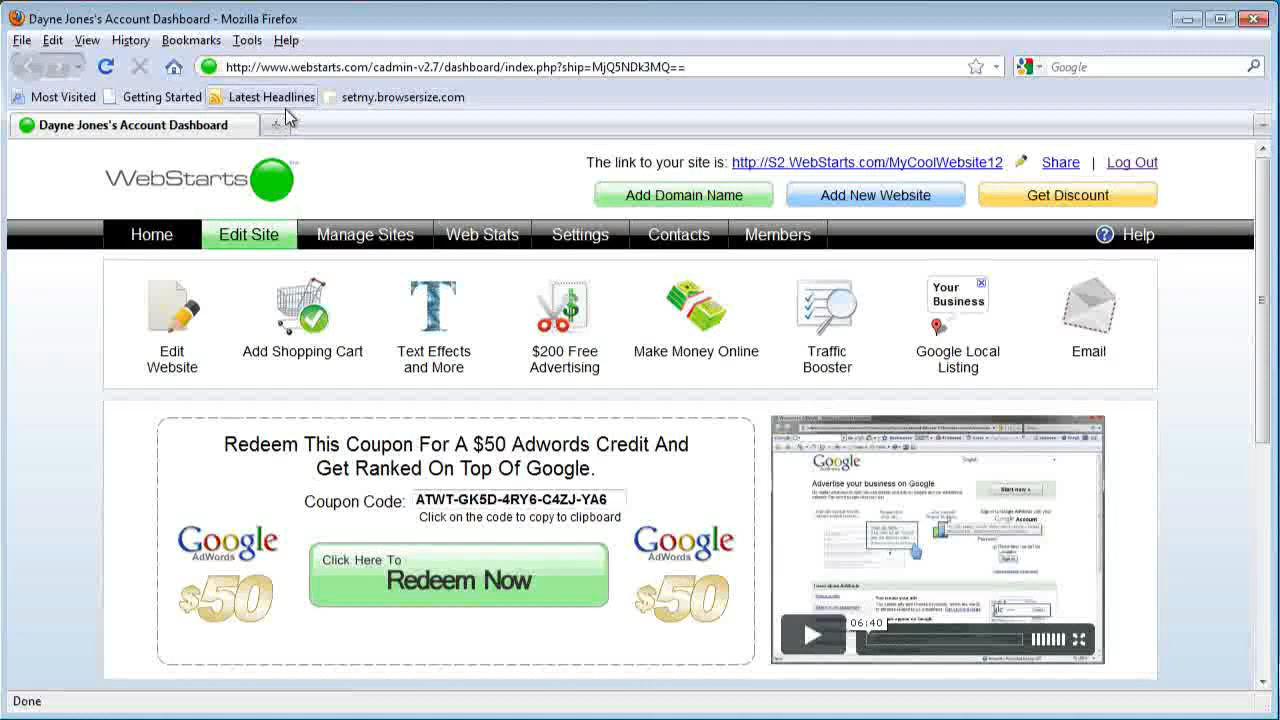 Dayne Jones's Account Dashboard - Mozilla Firefox
File Edit View History Bookmarks Tools Help
http://www.webstarts.com/cadmin-v2.7/dashboard/index.php?ship=MjQ5NDk3MQ==
Google
Most Visited Getting Started Latest Headlines setmy.browsersize.com
Dayne Jones's Account Dashboard
WebStarts
The link to your site is: http://S2.WebStarts.com/MyCoolWebsite12 Share | Log Out
Add Domain Name Add New Website Get Discount
Home Edit Site Manage Sites Web Stats Settings Contacts Members ? Help
Your
Business
Edit
Website
Add Shopping Cart
Text Effects
and More
$200 Free
Advertising
Make Money Online
Traffic
Booster
Google Local
Listing
Email
Redeem This Coupon For A $50 Adwords Credit And
Get Ranked On Top Of Google.
Coupon Code: ATWT-GK5D-4RY6-C4ZJ-YA6
Click on the code to copy to clipboard
Google
AdWords
$50
Click Here To
Redeem Now
Google
AdWords
$50
Google
Advertise your business on Google
Start now »
06:40
Done